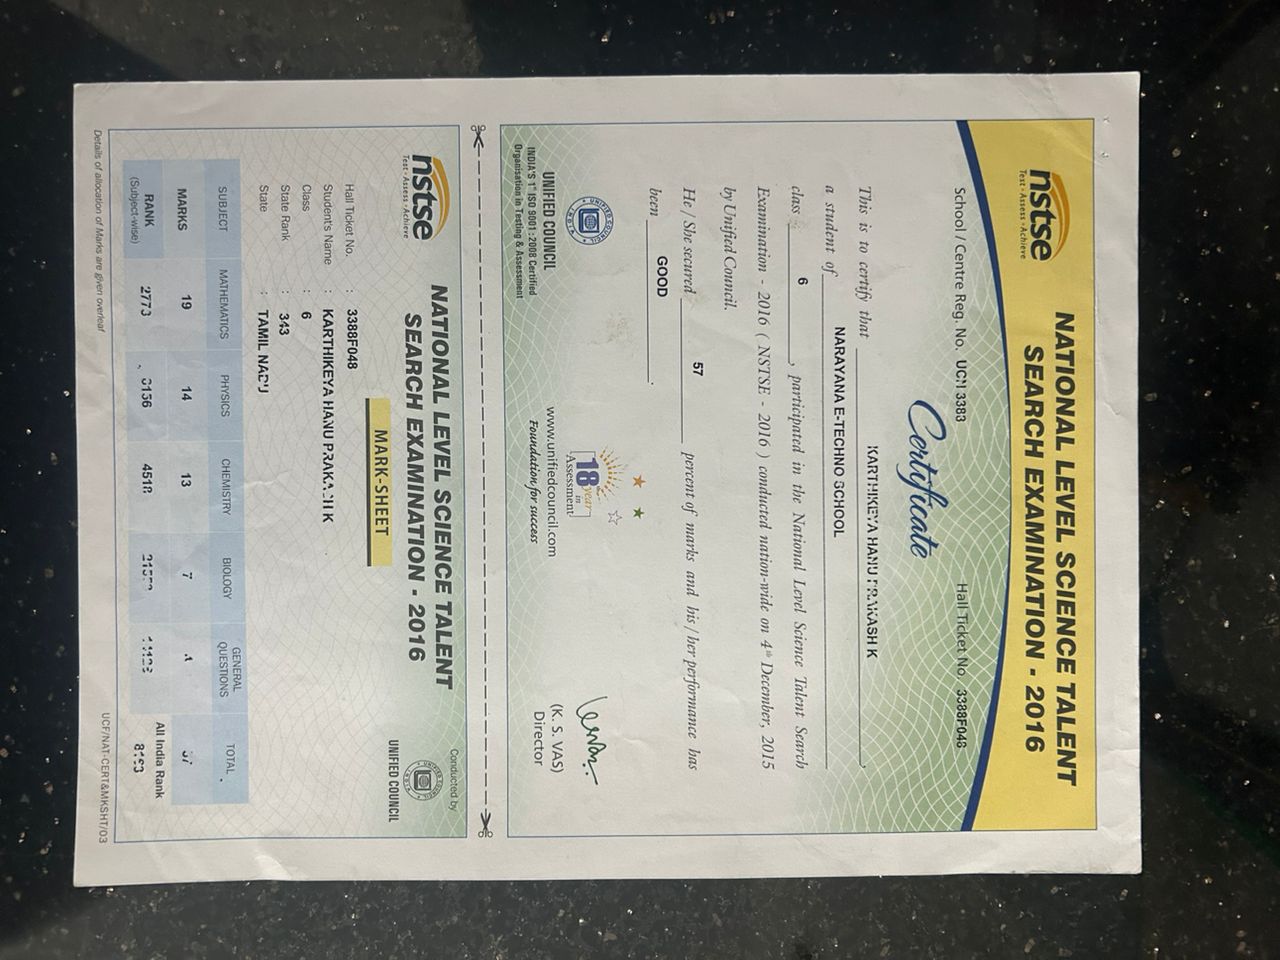 nstse
Test • Assess • Achieve
NATIONAL LEVEL SCIENCE TALENT
SEARCH EXAMINATION - 2016
School / Centre Reg. No. 3383
Hall Ticket No. 3388F048
Certificate
This is to certify that KARTHIKEYA HANU PRAKASH K
a student of NARAYANA E-TECHNO SCHOOL
class 6, participated in the National Level Science Talent Search
Examination - 2016 ( NSTSE - 2016 ) conducted nation-wide on 4th December, 2015
by Unified Council.
He / She secured 57 percent of marks and his / her performance has
been GOOD.
UNIFIED COUNCIL
UNIFIED COUNCIL
INDIA'S 1st ISO 9001:2008 Certified
Organisation in Testing & Assessment
18 years in
Assessment
www.unifiedcouncil.com
Foundation for success
(K. S. VAS)
Director
nstse
Test • Assess • Achieve
NATIONAL LEVEL SCIENCE TALENT
SEARCH EXAMINATION - 2016
MARK-SHEET
Conducted by
UNIFIED COUNCIL
Hall Ticket No. : 3388F048
Student's Name : KARTHIKEYA HANU PRAKASH K
Class : 6
State Rank : 343
State : TAMIL NADU
SUBJECT MATHEMATICS PHYSICS CHEMISTRY BIOLOGY GENERAL QUESTIONS TOTAL
MARKS 19 14 13 7 4 57
RANK (Subject-wise) 2773 3156 4518 All India Rank
Details of allocation of Marks are given overleaf
UCF/NAT-CERT&MKSHT/03